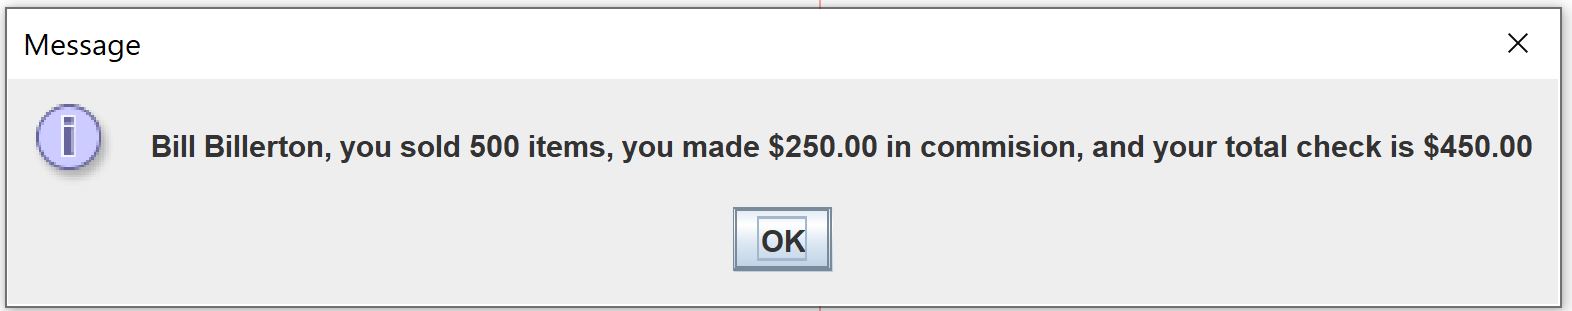 Message
Bill Billerton, you sold 500 items, you made $250.00 in commision, and your total check is $450.00
OK